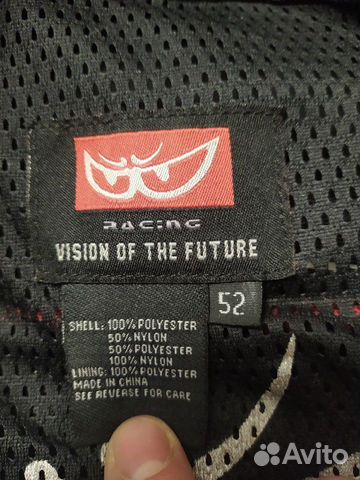 RACING
VISION OF THE FUTURE
52
SHELL: 100% POLYESTER
50% NYLON
50% POLYESTER
100% NYLON
LINING: 100% POLYESTER
MADE IN CHINA
SEE REVERSE FOR CARE
Avito